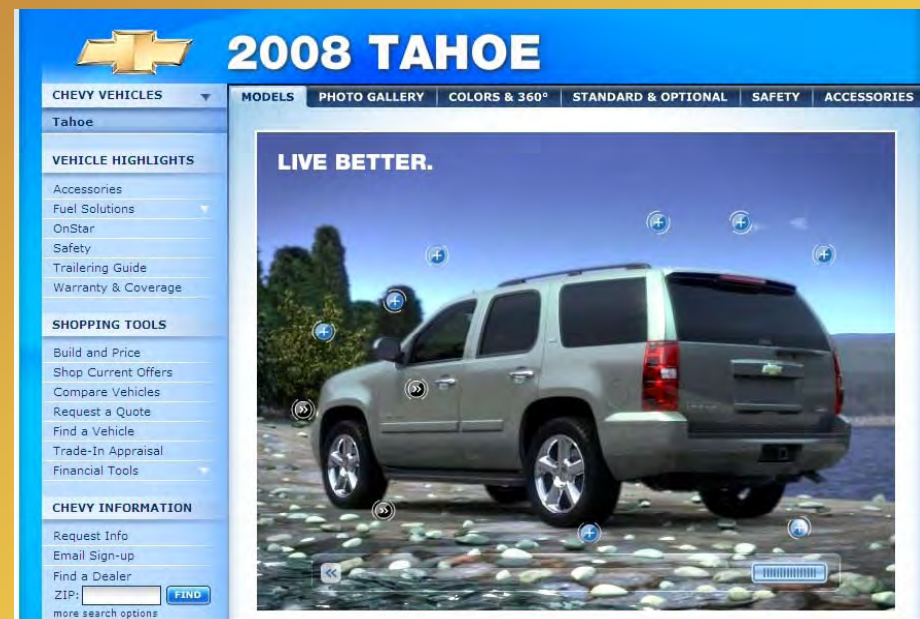 2008 TAHOE
CHEVY VEHICLES
Tahoe
VEHICLE HIGHLIGHTS
Accessories
Fuel Solutions
OnStar
Safety
Trailering Guide
Warranty & Coverage
SHOPPING TOOLS
Build and Price
Shop Current Offers
Compare Vehicles
Request a Quote
Find a Vehicle
Trade-In Appraisal
Financial Tools
CHEVY INFORMATION
Request Info
Email Sign-up
Find a Dealer
ZIP: FIND
more search options
MODELS PHOTO GALLERY COLORS & 360° STANDARD & OPTIONAL SAFETY ACCESSORIES
LIVE BETTER.